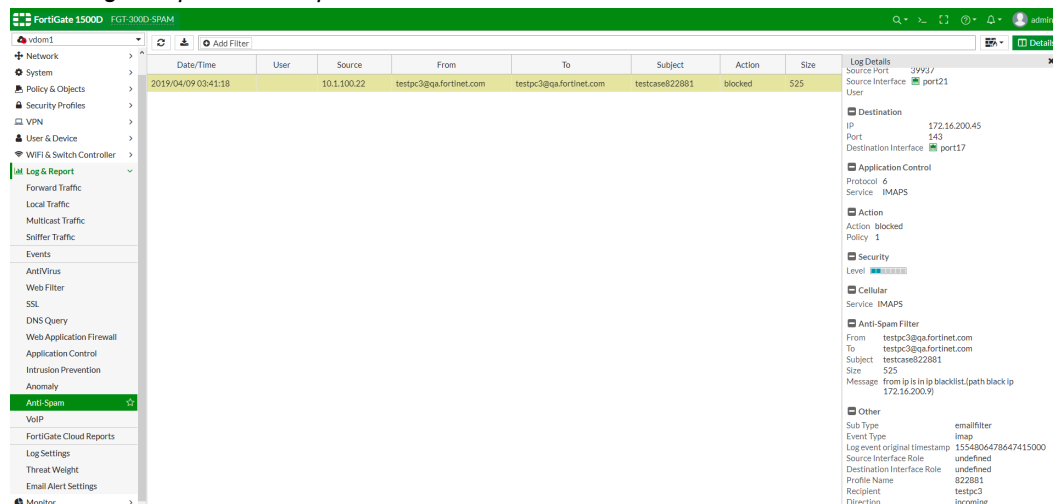 FortiGate 1500D FGT-300D-SPAM
admin
vdom1
Add Filter
Details
Network
System
Policy & Objects
Security Profiles
VPN
User & Device
WiFi & Switch Controller
Log & Report
Forward Traffic
Local Traffic
Multicast Traffic
Sniffer Traffic
Events
AntiVirus
Web Filter
SSL
DNS Query
Web Application Firewall
Application Control
Intrusion Prevention
Anomaly
Anti-Spam
VoIP
FortiGate Cloud Reports
Log Settings
Threat Weight
Email Alert Settings
Monitor
Date/Time User Source From To Subject Action Size
2019/04/09 03:41:18 10.1.100.22 testpc3@qa.fortinet.com testpc3@qa.fortinet.com testcase822881 blocked 525
Log Details
Source Port 39937
Source Interface port21
User
Destination
IP 172.16.200.45
Port 143
Destination Interface port17
Application Control
Protocol 6
Service IMAPS
Action
Action blocked
Policy 1
Security
Level
Cellular
Service IMAPS
Anti-Spam Filter
From testpc3@qa.fortinet.com
To testpc3@qa.fortinet.com
Subject testcase822881
Size 525
Message from ip is in ip blacklist.(path black ip
172.16.200.9)
Other
Sub Type emailfilter
Event Type imap
Log event original timestamp 1554806478647415000
Source Interface Role undefined
Destination Interface Role undefined
Profile Name 822881
Recipient testpc3
Direction incoming